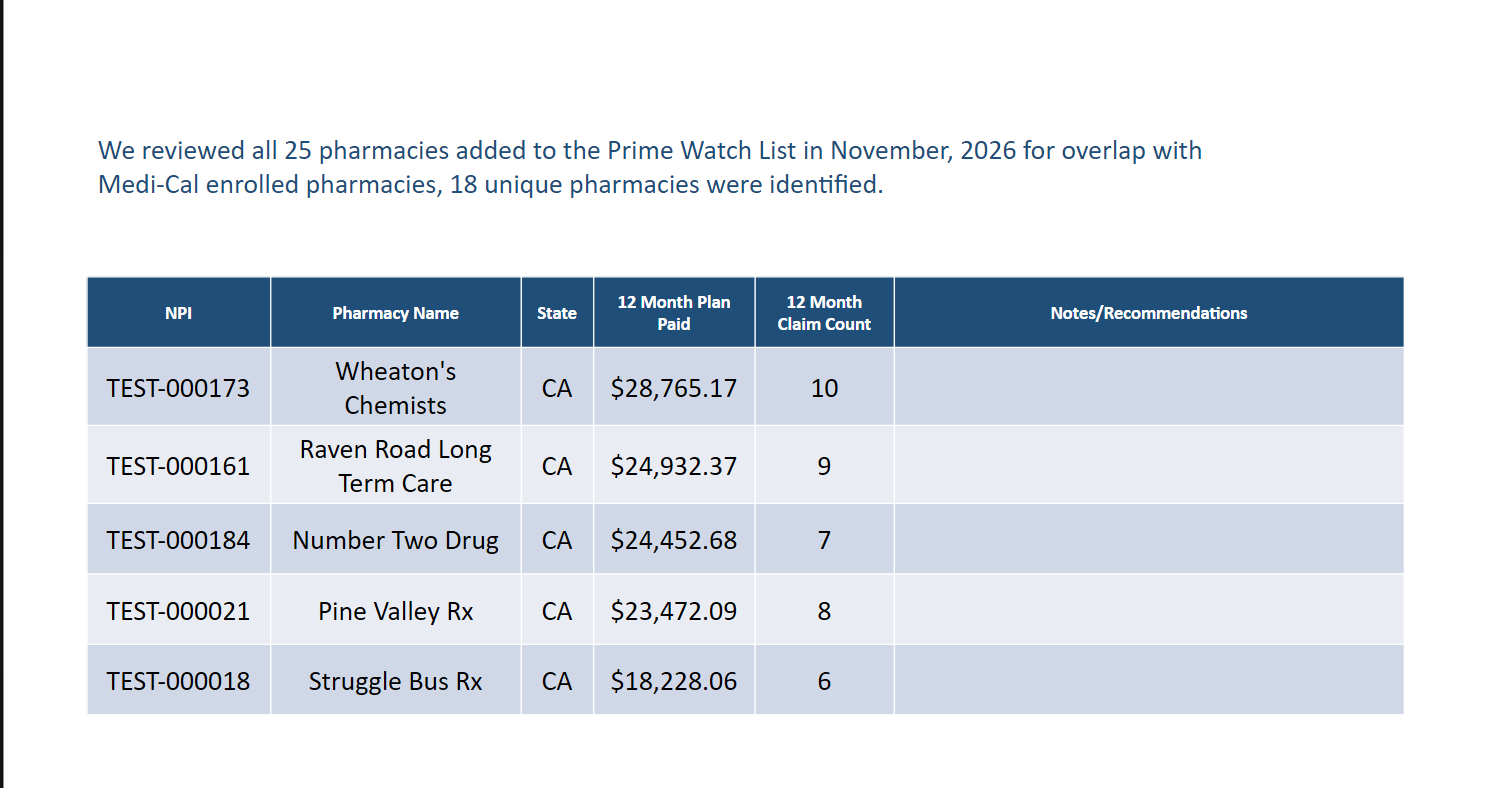 We reviewed all 25 pharmacies added to the Prime Watch List in November, 2026 for overlap with
Medi-Cal enrolled pharmacies, 18 unique pharmacies were identified.
NPI Pharmacy Name State 12 Month Plan Paid 12 Month Claim Count Notes/Recommendations
TEST-000173 Wheaton's Chemists CA $28,765.17 10
TEST-000161 Raven Road Long Term Care CA $24,932.37 9
TEST-000184 Number Two Drug CA $24,452.68 7
TEST-000021 Pine Valley Rx CA $23,472.09 8
TEST-000018 Struggle Bus Rx CA $18,228.06 6